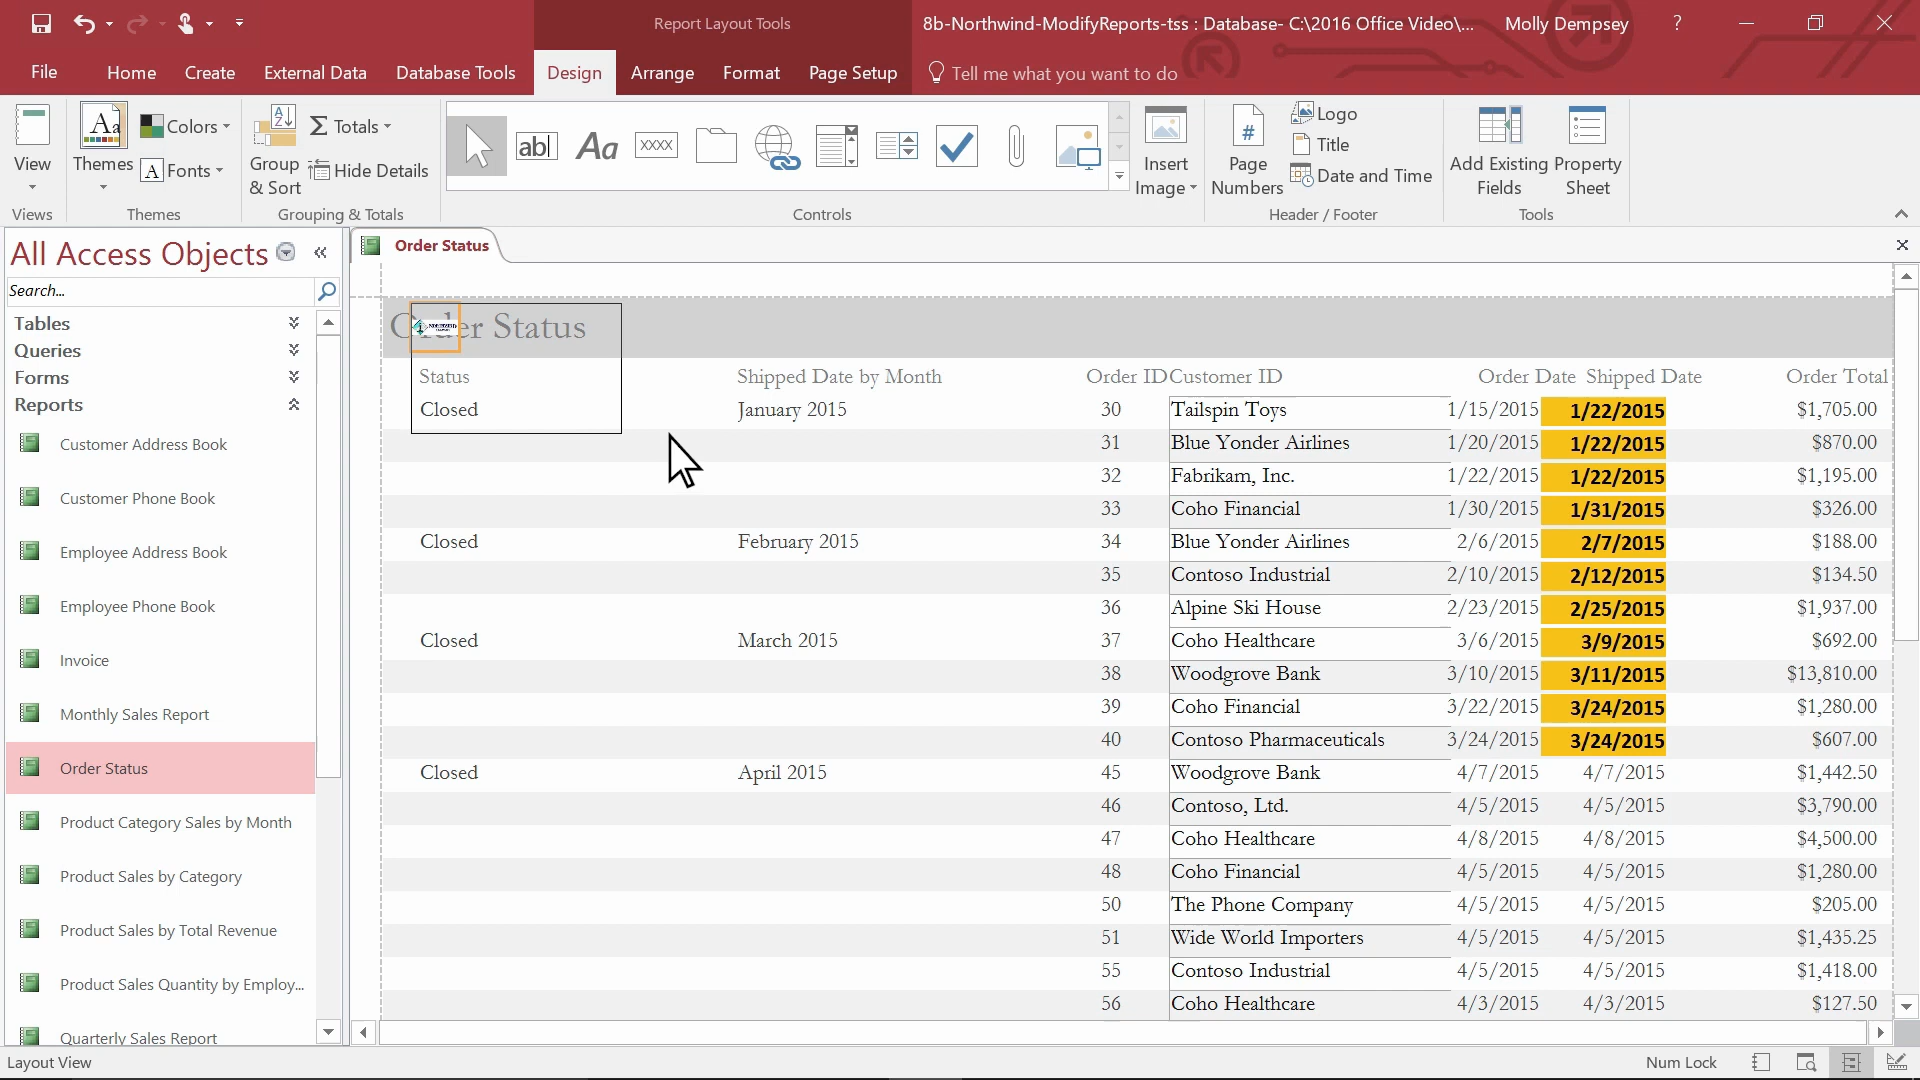 Report Layout Tools
8b-Northwind-ModifyReports-tss : Database- C:\2016 Office Video\...
Molly Dempsey
?
File
Home
Create
External Data
Database Tools
Design
Arrange
Format
Page Setup
Tell me what you want to do
View
Views
Aa
Themes
Colors
A Fonts
Themes
A
Z
Group
& Sort
Σ Totals
Hide Details
Grouping & Totals
ab
Aa
XXXX
Controls
Insert
Image
#
Page
Numbers
Logo
Title
Date and Time
Header / Footer
Add Existing
Fields
Property
Sheet
Tools
All Access Objects
Search...
Tables
Queries
Forms
Reports
Customer Address Book
Customer Phone Book
Employee Address Book
Employee Phone Book
Invoice
Monthly Sales Report
Order Status
Product Category Sales by Month
Product Sales by Category
Product Sales by Total Revenue
Product Sales Quantity by Employ...
Quarterly Sales Report
Order Status
Order Status
Status Shipped Date by Month Order ID Customer ID Order Date Shipped Date Order Total
Closed January 2015 30 Tailspin Toys 1/15/2015 1/22/2015 $1,705.00
31 Blue Yonder Airlines 1/20/2015 1/22/2015 $870.00
32 Fabrikam, Inc. 1/22/2015 1/22/2015 $1,195.00
33 Coho Financial 1/30/2015 1/31/2015 $326.00
Closed February 2015 34 Blue Yonder Airlines 2/6/2015 2/7/2015 $188.00
35 Contoso Industrial 2/10/2015 2/12/2015 $134.50
36 Alpine Ski House 2/23/2015 2/25/2015 $1,937.00
Closed March 2015 37 Coho Healthcare 3/6/2015 3/9/2015 $692.00
38 Woodgrove Bank 3/10/2015 3/11/2015 $13,810.00
39 Coho Financial 3/22/2015 3/24/2015 $1,280.00
40 Contoso Pharmaceuticals 3/24/2015 3/24/2015 $607.00
Closed April 2015 45 Woodgrove Bank 4/7/2015 4/7/2015 $1,442.50
46 Contoso, Ltd. 4/5/2015 4/5/2015 $3,790.00
47 Coho Healthcare 4/8/2015 4/8/2015 $4,500.00
48 Coho Financial 4/5/2015 4/5/2015 $1,280.00
50 The Phone Company 4/5/2015 4/5/2015 $205.00
51 Wide World Importers 4/5/2015 4/5/2015 $1,435.25
55 Contoso Industrial 4/5/2015 4/5/2015 $1,418.00
56 Coho Healthcare 4/3/2015 4/3/2015 $127.50
Layout View
Num Lock